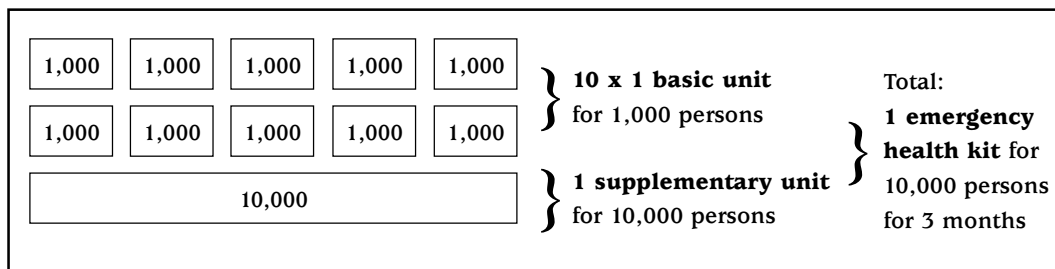 1,000 1,000 1,000 1,000 1,000
1,000 1,000 1,000 1,000 1,000
10,000
10 x 1 basic unit
for 1,000 persons
1 supplementary unit
for 10,000 persons
Total:
1 emergency
health kit for
10,000 persons
for 3 months